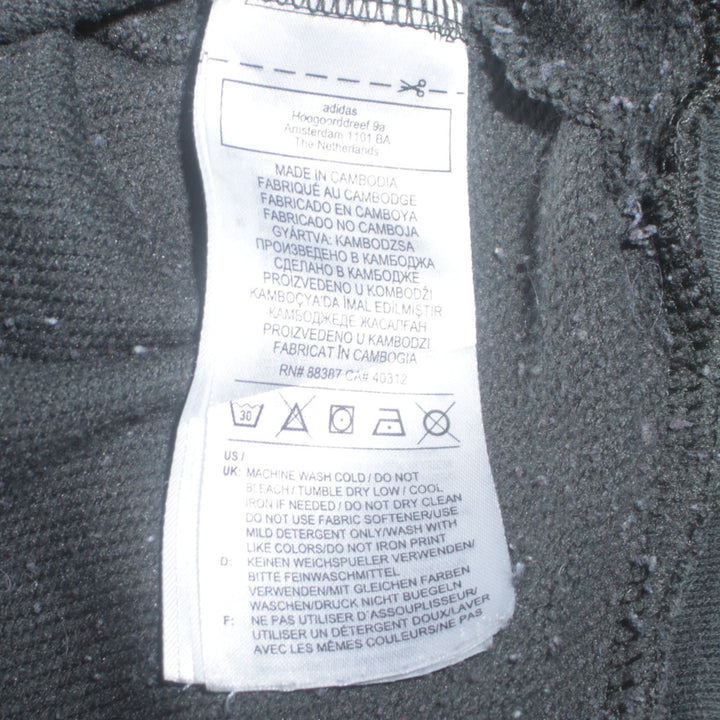 adidas
Hoogoorddreef 9a
Amsterdam 1101 BA
The Netherlands
MADE IN CAMBODIA
FABRIQUÉ AU CAMBODGE
FABRICADO EN CAMBOYA
FABRICADO NO CAMBOJA
GYÁRTVA: KAMBODZSA
ПРОИЗВЕДЕНО В КАМБОДЖА
СДЕЛАНО В КАМБОДЖЕ
PROIZVEDENO U KOMBODŽI
KAMBOÇYA'DA İMAL EDİLMİŞTİR
КАМБОДЖЕДЕ ЖАСАЛҒАН
PROIZVEDENO U KAMBODZI
FABRICAT ÎN CAMBOGIA
RN# 88387 CA# 40312
30
US /
UK: MACHINE WASH COLD / DO NOT
BLEACH / TUMBLE DRY LOW / COOL
IRON IF NEEDED / DO NOT DRY CLEAN
DO NOT USE FABRIC SOFTENER/USE
MILD DETERGENT ONLY/WASH WITH
LIKE COLORS/DO NOT IRON PRINT
D: KEINEN WEICHSPUELER VERWENDEN/
BITTE FEINWASCHMITTEL
VERWENDEN/MIT GLEICHEN FARBEN
WASCHEN/DRUCK NICHT BUEGELN
F: NE PAS UTILISER D'ASSOUPLISSEUR/
UTILISER UN DÉTERGENT DOUX/LAVER
AVEC LES MÊMES COULEURS/NE PAS